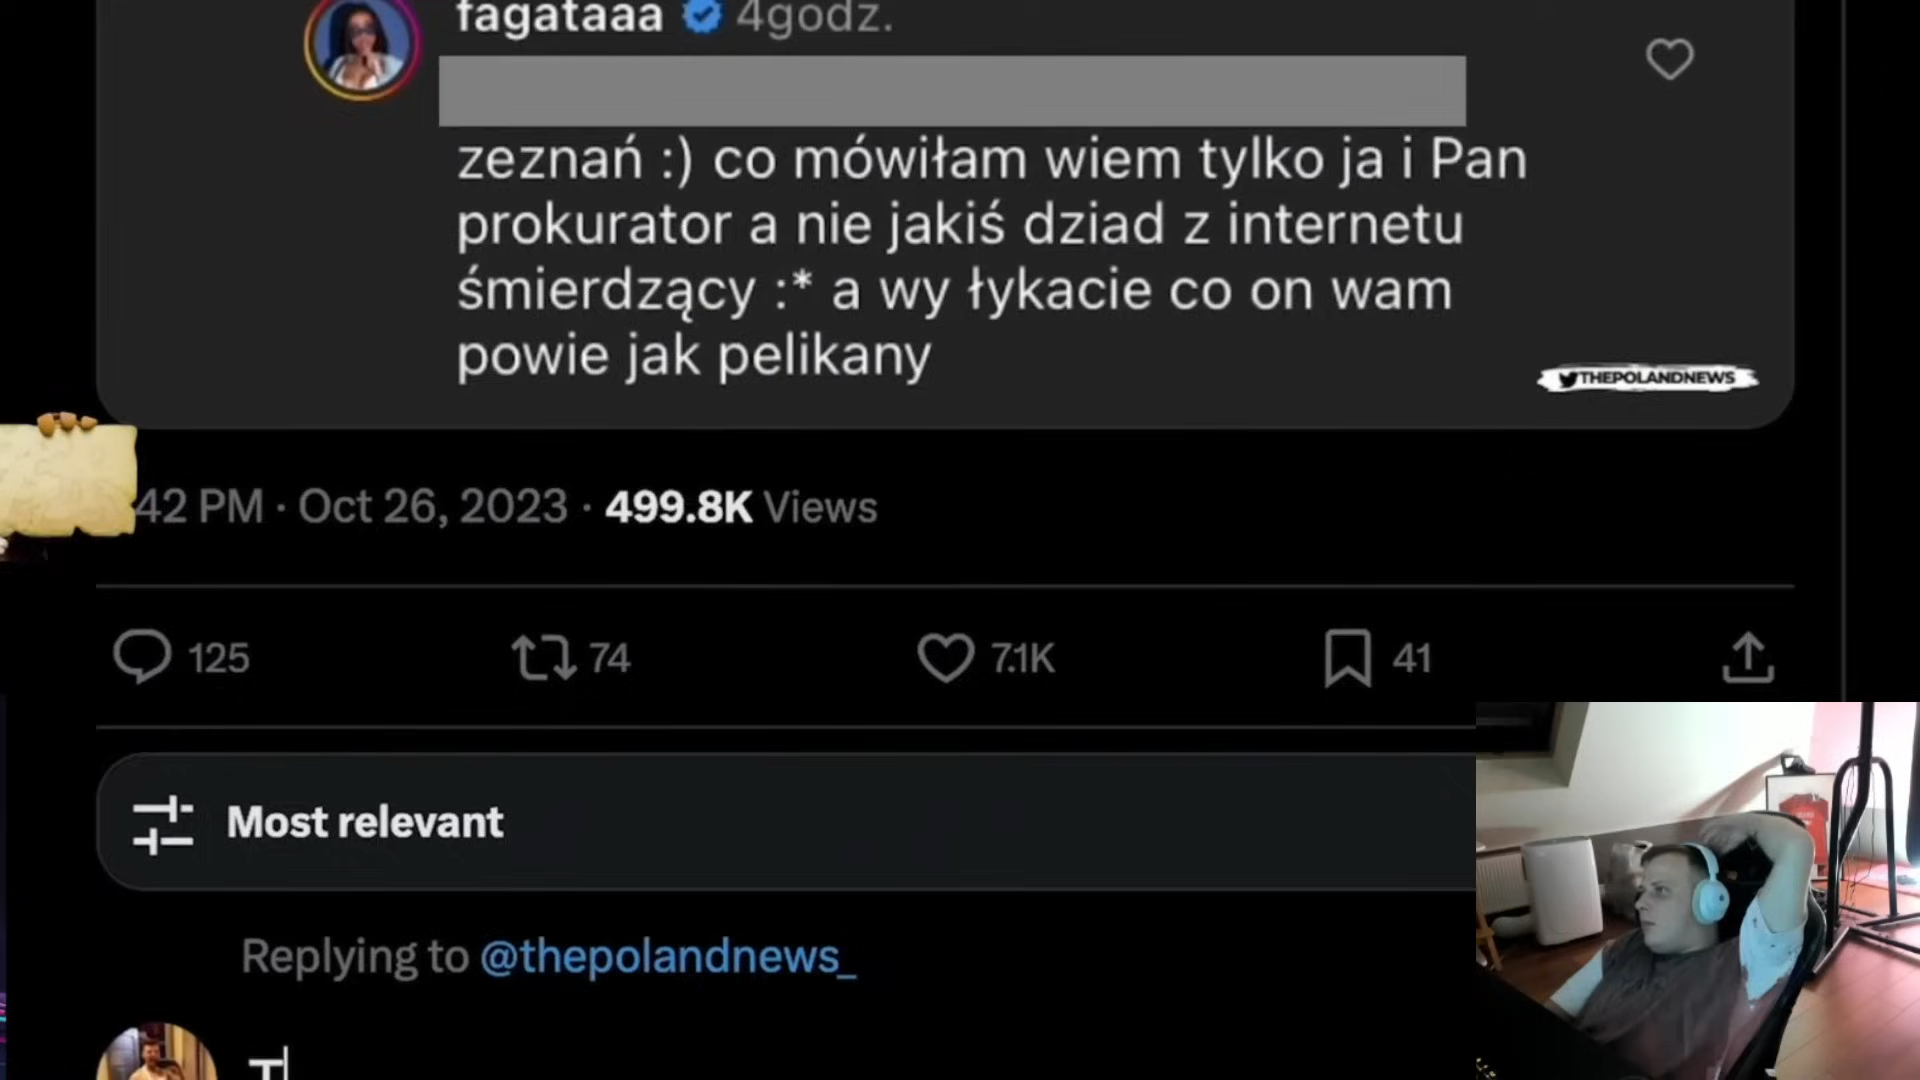 fagataaa 4godz.
zeznań :) co mówiłam wiem tylko ja i Pan
prokurator a nie jakiś dziad z internetu
śmierdzący :* a wy łykacie co on wam
powie jak pelikany
THEPOLANDNEWS
42 PM · Oct 26, 2023 · 499.8K Views
125 74 7.1K 41
Most relevant
Replying to @thepolandnews_